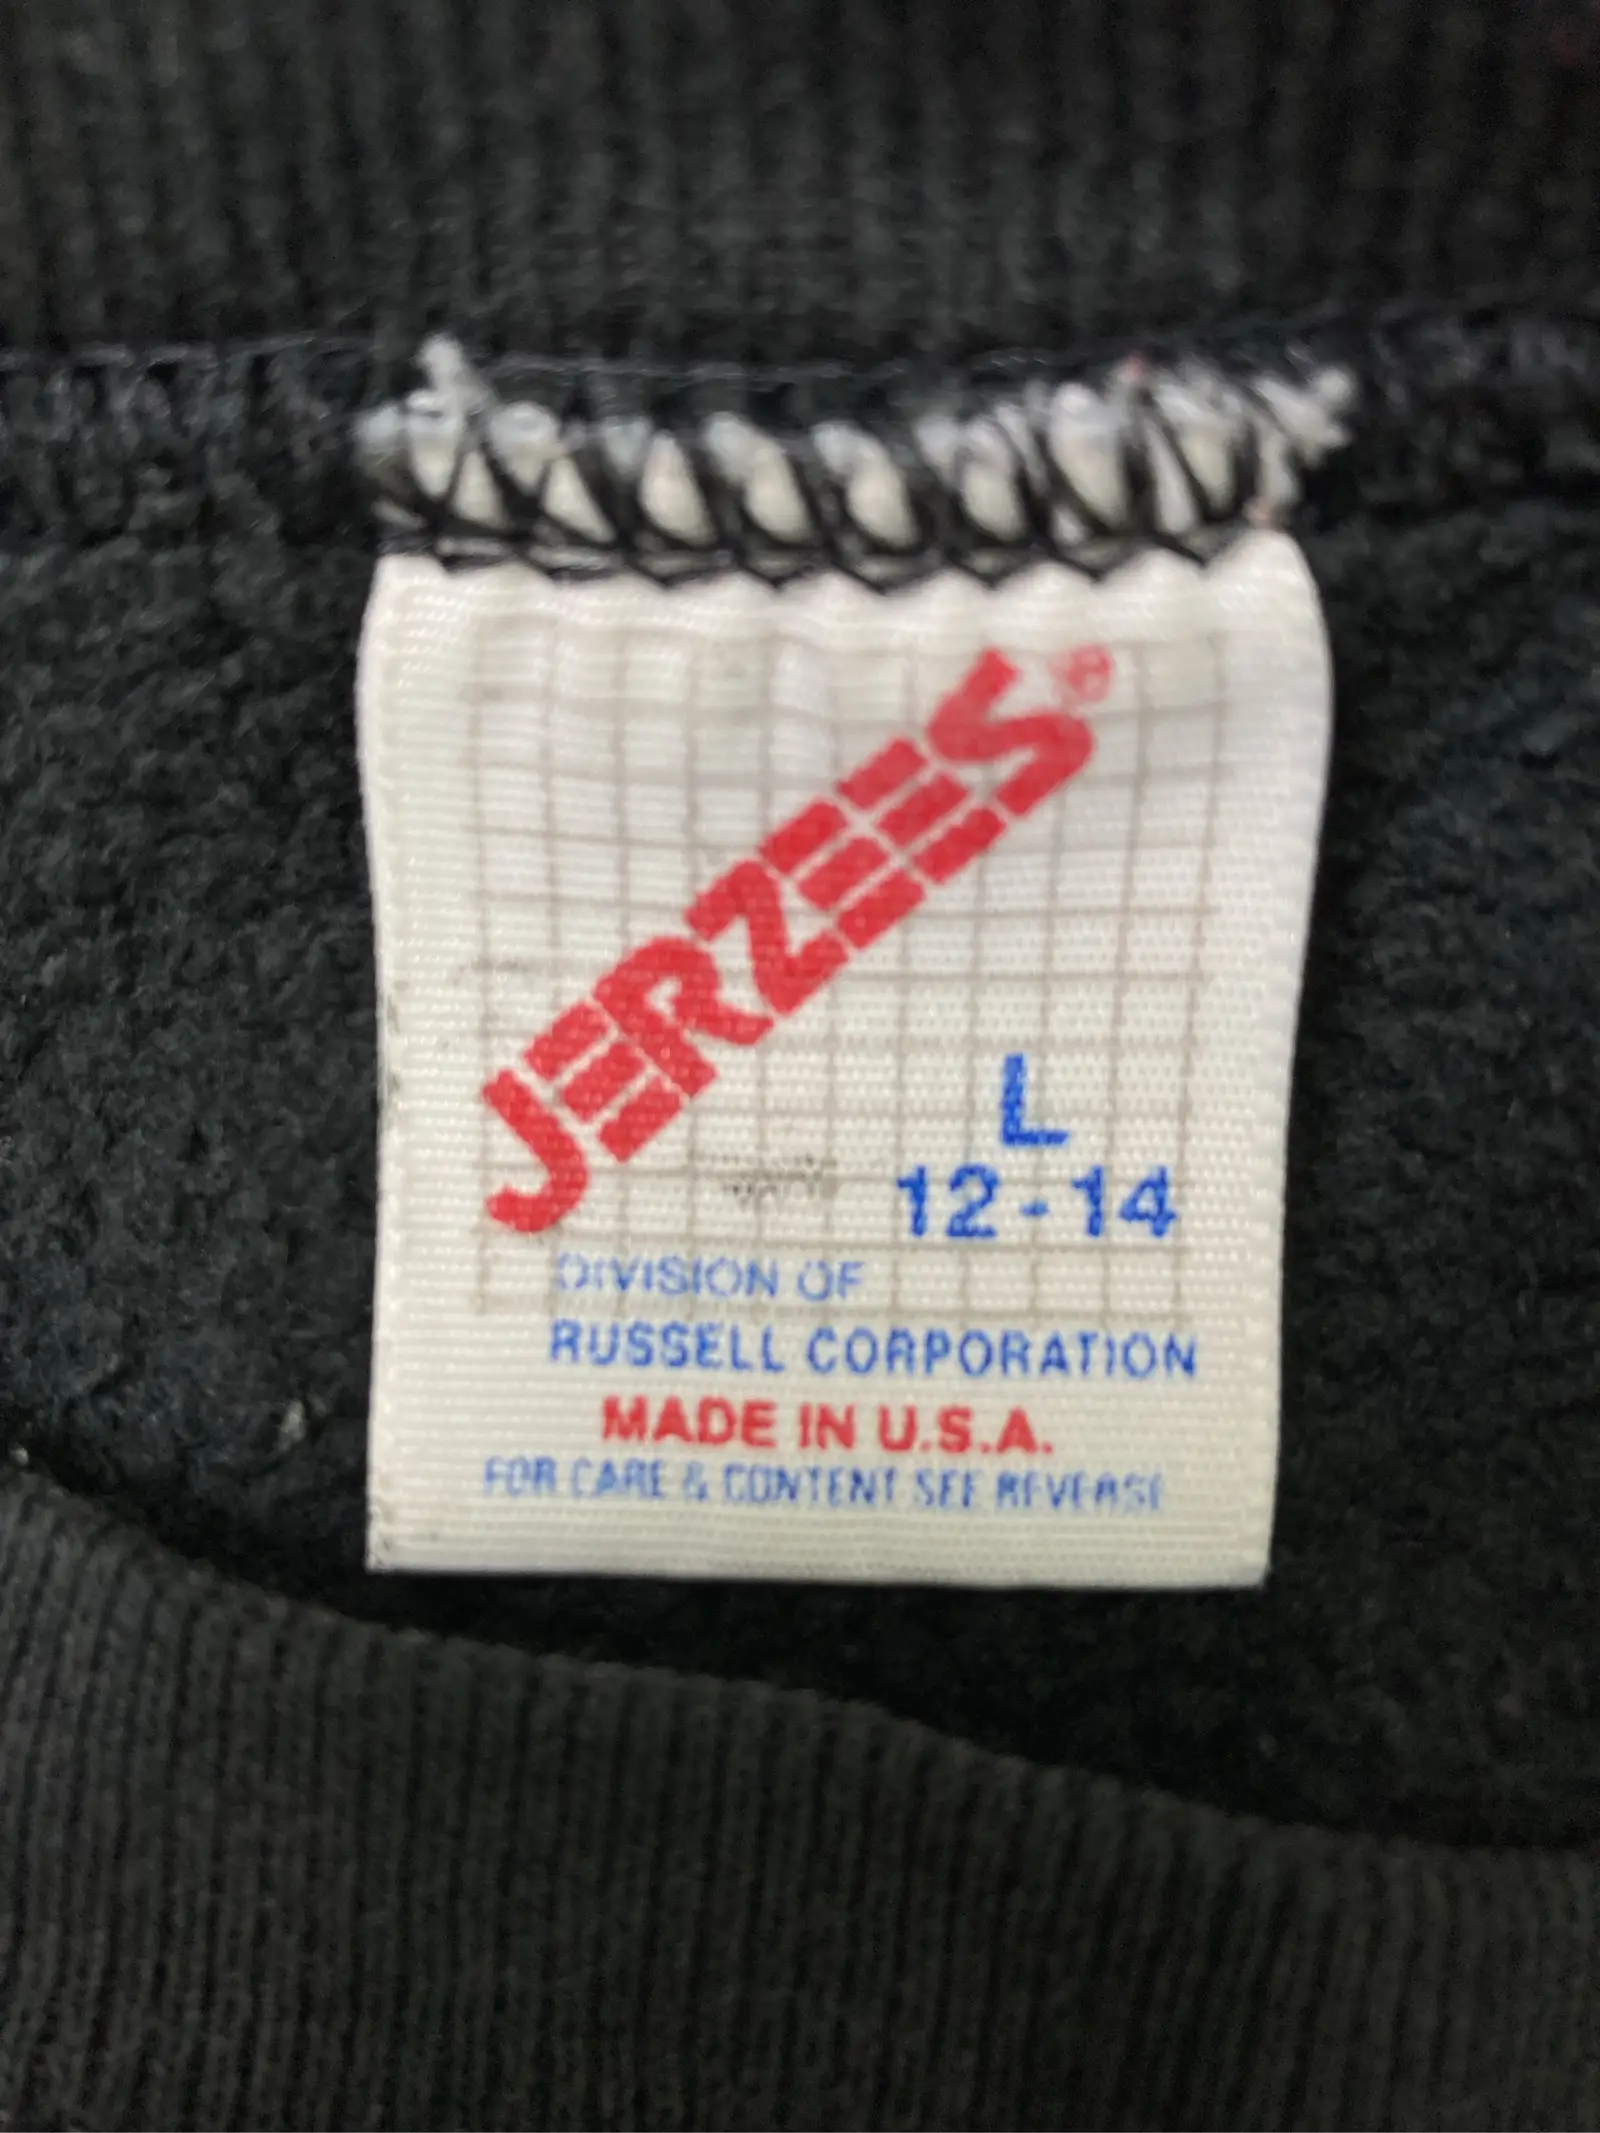 JERZEES®
L
12-14
DIVISION OF
RUSSELL CORPORATION
MADE IN U.S.A.
FOR CARE & CONTENT SEE REVERSE